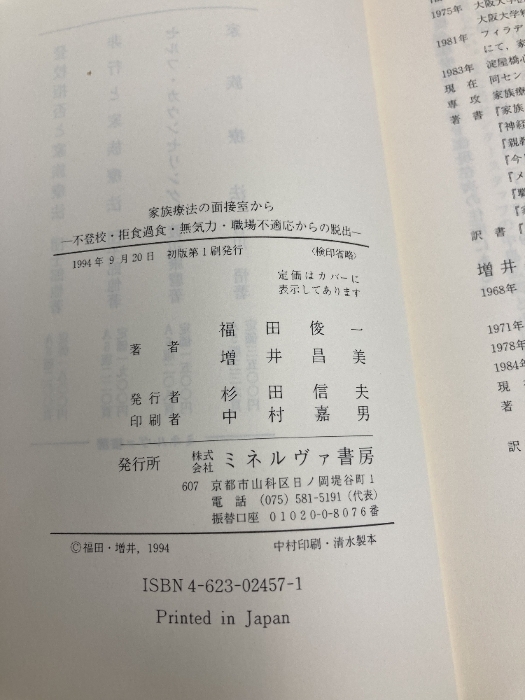 家族療法の面接室から
―不登校・拒食過食・無気力・職場不適応からの脱出―
1994年9月20日　初版第1刷発行　〈検印省略〉
定価はカバーに
表示してあります
著者　福田俊一
増井昌美
発行者　杉田信夫
印刷者　中村嘉男
発行所　株式会社　ミネルヴァ書房
607　京都市山科区日ノ岡堤谷町1
電話　(075) 581-5191 (代表)
振替口座　01020-0-8076番
©福田・増井, 1994　中村印刷・清水製本
ISBN 4-623-02457-1
Printed in Japan
1975年　大阪大学
大阪大学
1981年　フィラデ
にて，家
1983年　淀屋橋心
現在　同セン
専攻　家族療
著書　『家族
『神経
『親教
『今
『メ
訳書
増井
1968年
1971年
1978年
1984年
現
著
訳